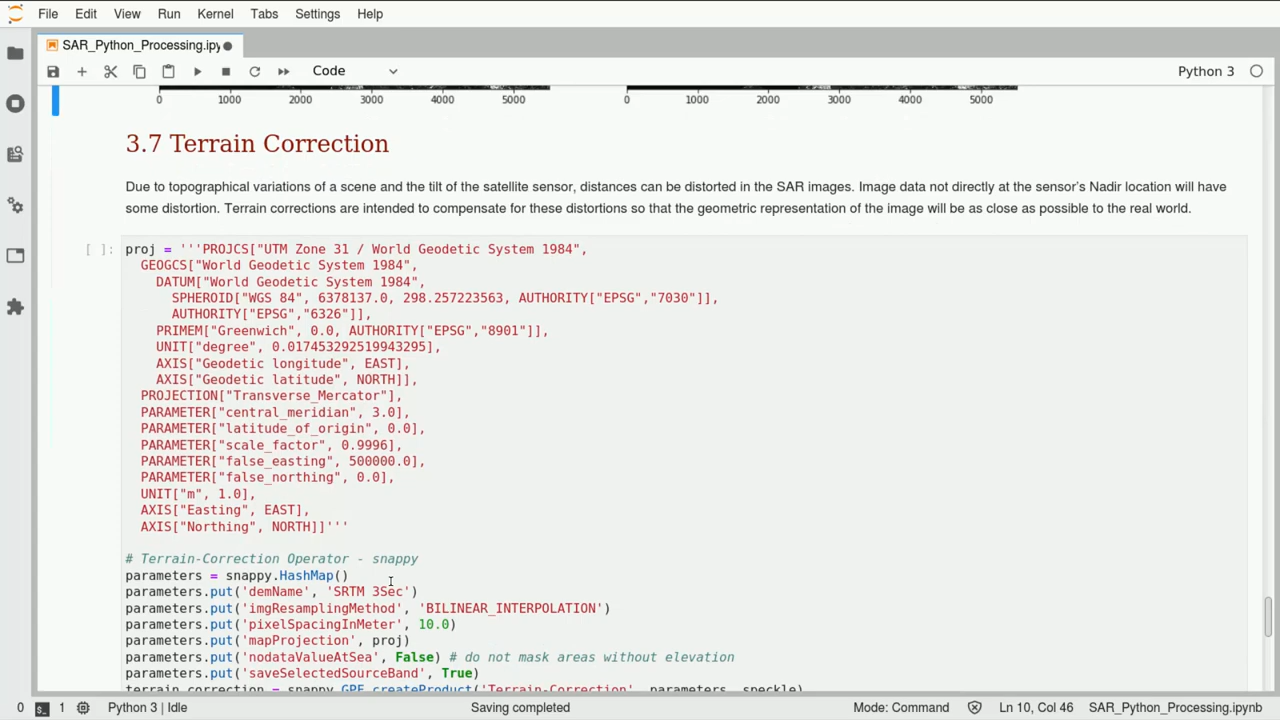 File Edit View Run Kernel Tabs Settings Help
SAR_Python_Processing.ipy
Code Python 3
0 1000 2000 3000 4000 5000 0 1000 2000 3000 4000 5000
3.7 Terrain Correction
Due to topographical variations of a scene and the tilt of the satellite sensor, distances can be distorted in the SAR images. Image data not directly at the sensor's Nadir location will have
some distortion. Terrain corrections are intended to compensate for these distortions so that the geometric representation of the image will be as close as possible to the real world.
[ ]: proj = '''PROJCS["UTM Zone 31 / World Geodetic System 1984",
GEOGCS["World Geodetic System 1984",
DATUM["World Geodetic System 1984",
SPHEROID["WGS 84", 6378137.0, 298.257223563, AUTHORITY["EPSG","7030"]],
AUTHORITY["EPSG","6326"]],
PRIMEM["Greenwich", 0.0, AUTHORITY["EPSG","8901"]],
UNIT["degree", 0.017453292519943295],
AXIS["Geodetic longitude", EAST],
AXIS["Geodetic latitude", NORTH]],
PROJECTION["Transverse_Mercator"],
PARAMETER["central_meridian", 3.0],
PARAMETER["latitude_of_origin", 0.0],
PARAMETER["scale_factor", 0.9996],
PARAMETER["false_easting", 500000.0],
PARAMETER["false_northing", 0.0],
UNIT["m", 1.0],
AXIS["Easting", EAST],
AXIS["Northing", NORTH]]'''
# Terrain-Correction Operator - snappy
parameters = snappy.HashMap()
parameters.put('demName', 'SRTM 3Sec')
parameters.put('imgResamplingMethod', 'BILINEAR_INTERPOLATION')
parameters.put('pixelSpacingInMeter', 10.0)
parameters.put('mapProjection', proj)
parameters.put('nodataValueAtSea', False) # do not mask areas without elevation
parameters.put('saveSelectedSourceBand', True)
terrain_correction = snappy.GPF.createProduct('Terrain-Correction', parameters, speckle)
0 1 Python 3 | Idle Saving completed Mode: Command Ln 10, Col 46 SAR_Python_Processing.ipynb